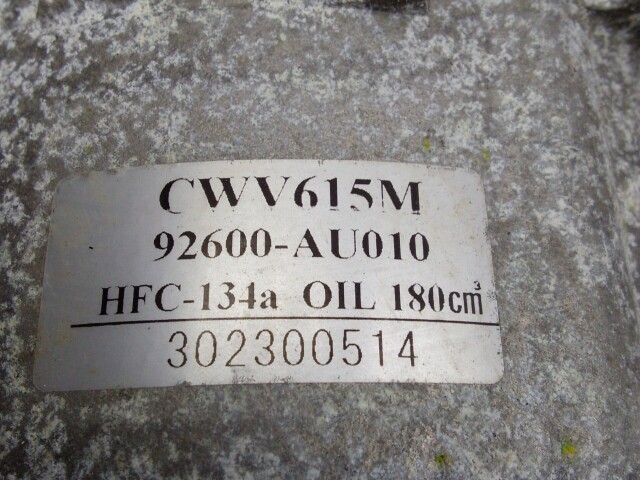 CWV615M
92600-AU010
HFC-134a OIL 180cm³
302300514